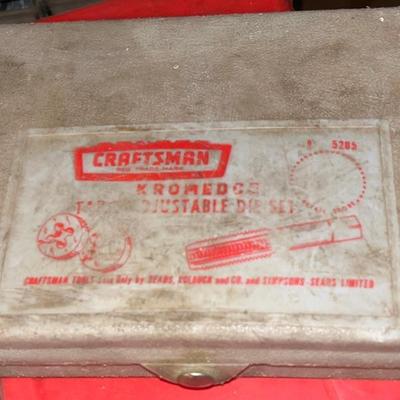 CRAFTSMAN
REG. TRADE MARK
5205
KROMEDGE
ADJUSTABLE DIE SET
CRAFTSMAN TOOLS Sold Only by SEARS, ROEBUCK and CO. and SIMPSONS-SEARS LIMITED